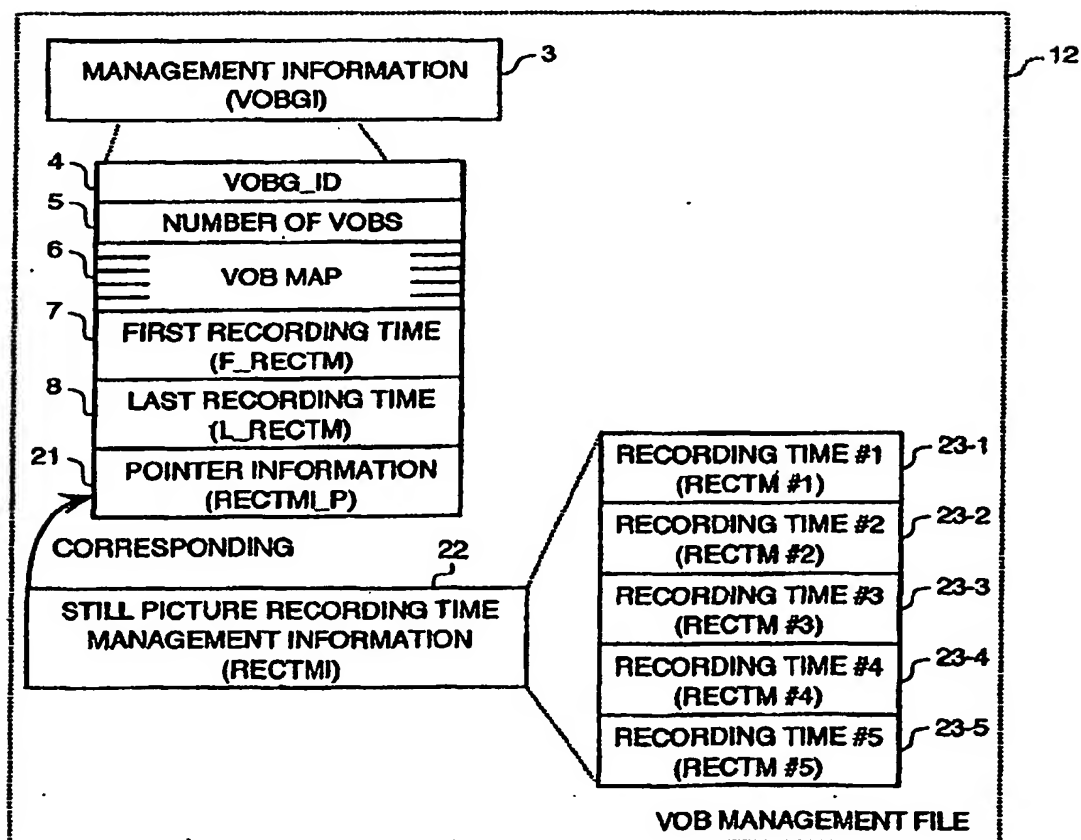 MANAGEMENT INFORMATION
(VOBGI)
3
12
4
VOBG_ID
5
NUMBER OF VOBS
6
VOB MAP
7
FIRST RECORDING TIME
(F_RECTM)
8
LAST RECORDING TIME
(L_RECTM)
21
POINTER INFORMATION
(RECTMI_P)
CORRESPONDING
22
STILL PICTURE RECORDING TIME
MANAGEMENT INFORMATION
(RECTMI)
RECORDING TIME #1
(RECTM #1)
23-1
RECORDING TIME #2
(RECTM #2)
23-2
RECORDING TIME #3
(RECTM #3)
23-3
RECORDING TIME #4
(RECTM #4)
23-4
RECORDING TIME #5
(RECTM #5)
23-5
VOB MANAGEMENT FILE